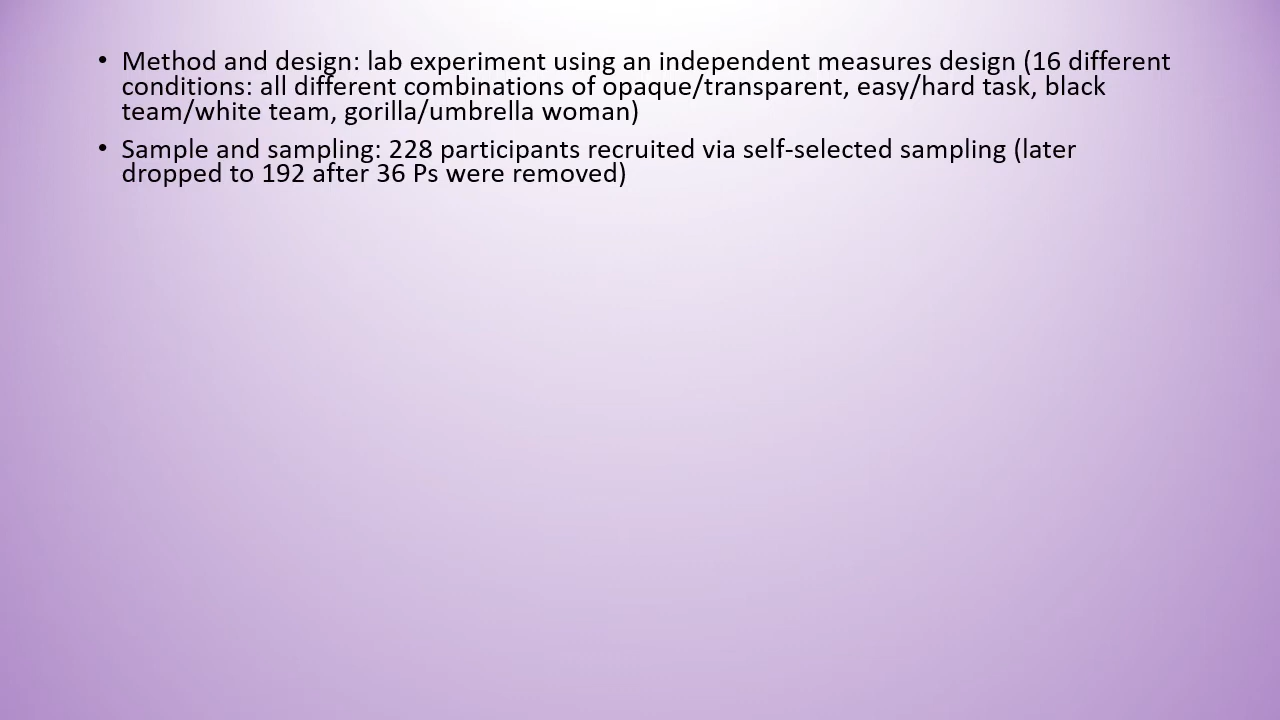 • Method and design: lab experiment using an independent measures design (16 different
conditions: all different combinations of opaque/transparent, easy/hard task, black
team/white team, gorilla/umbrella woman)
• Sample and sampling: 228 participants recruited via self-selected sampling (later
dropped to 192 after 36 Ps were removed)